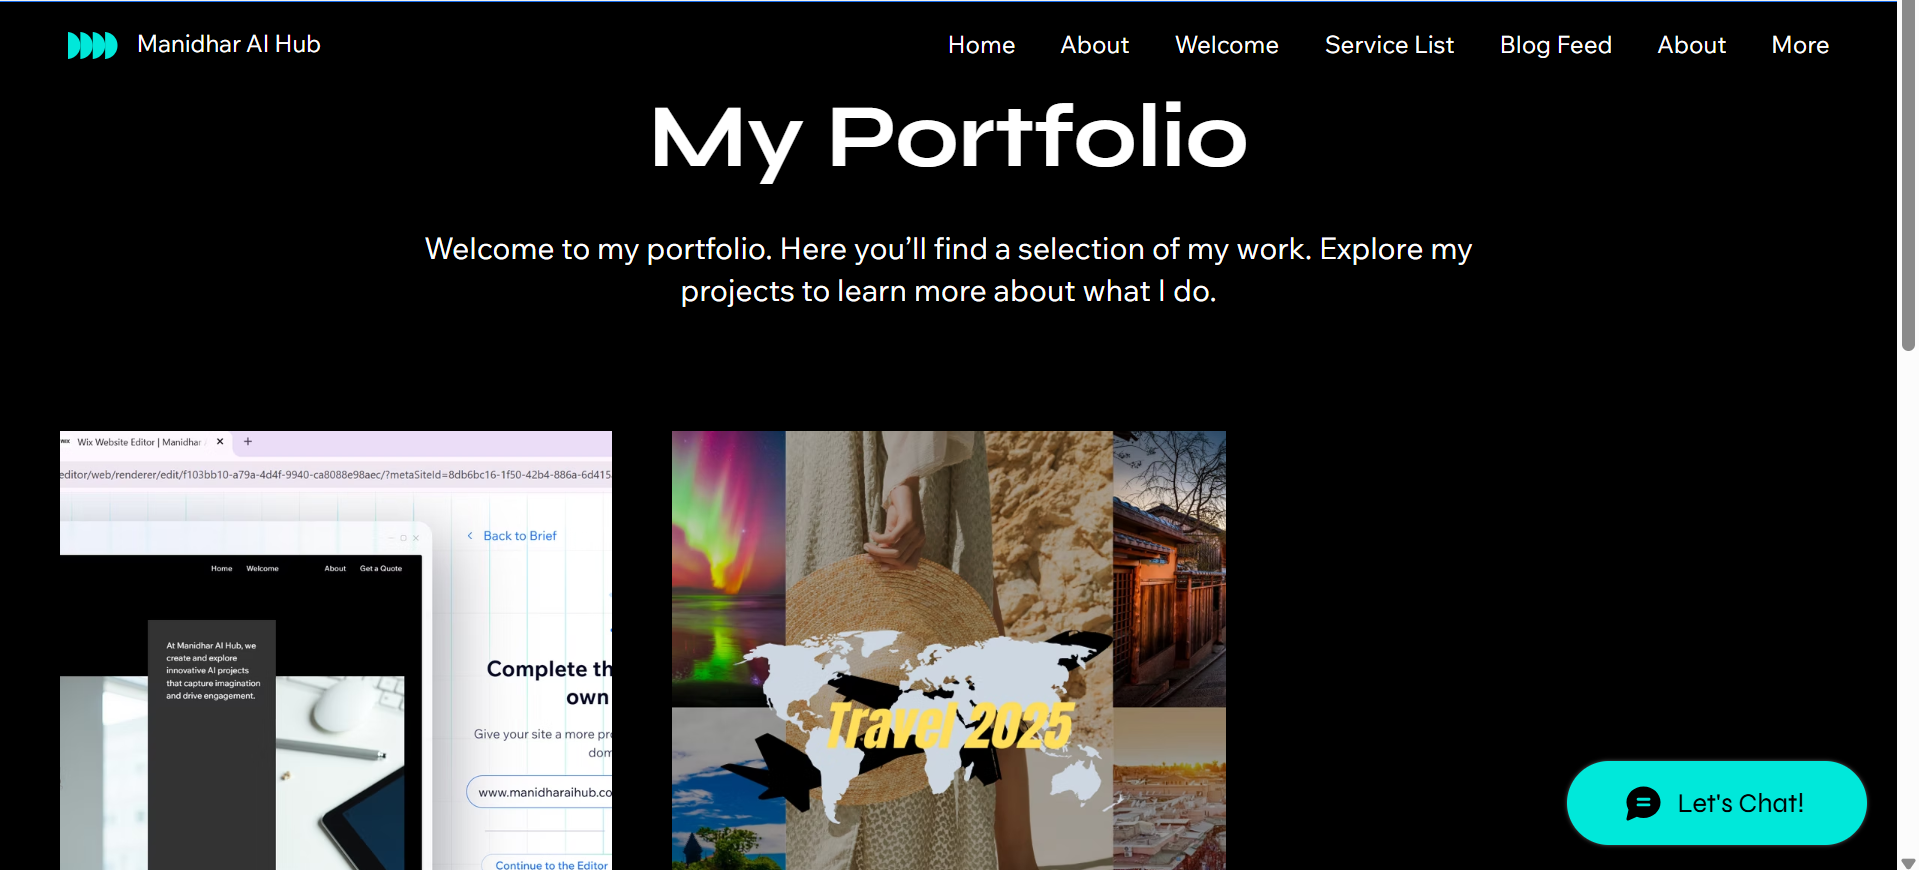 Manidhar AI Hub
Home About Welcome Service List Blog Feed About More
My Portfolio
Welcome to my portfolio. Here you’ll find a selection of my work. Explore my
projects to learn more about what I do.
WIX Wix Website Editor | Manidhar
editor/web/renderer/edit/f103bb10-a79a-4d4f-9940-ca8088e98aec/?metaSiteId=8db6bc16-1f50-42b4-886a-6d415
Back to Brief
Home Welcome About Get a Quote
At Manidhar AI Hub, we
create and explore
innovative AI projects
that capture imagination
and drive engagement.
Complete th
own
Give your site a more pr
dom
www.manidharaihub.co
Continue to the Editor
Travel 2025
Let's Chat!